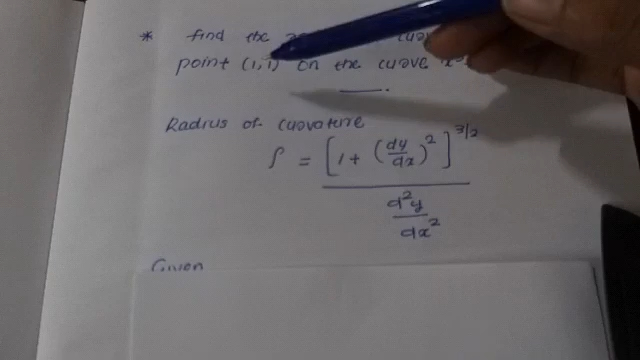 * find the
point (1,1) on the curve
Radius of curvature
ρ = [1 + (dy/dx)²]^3/2
d²y/dx²
Given